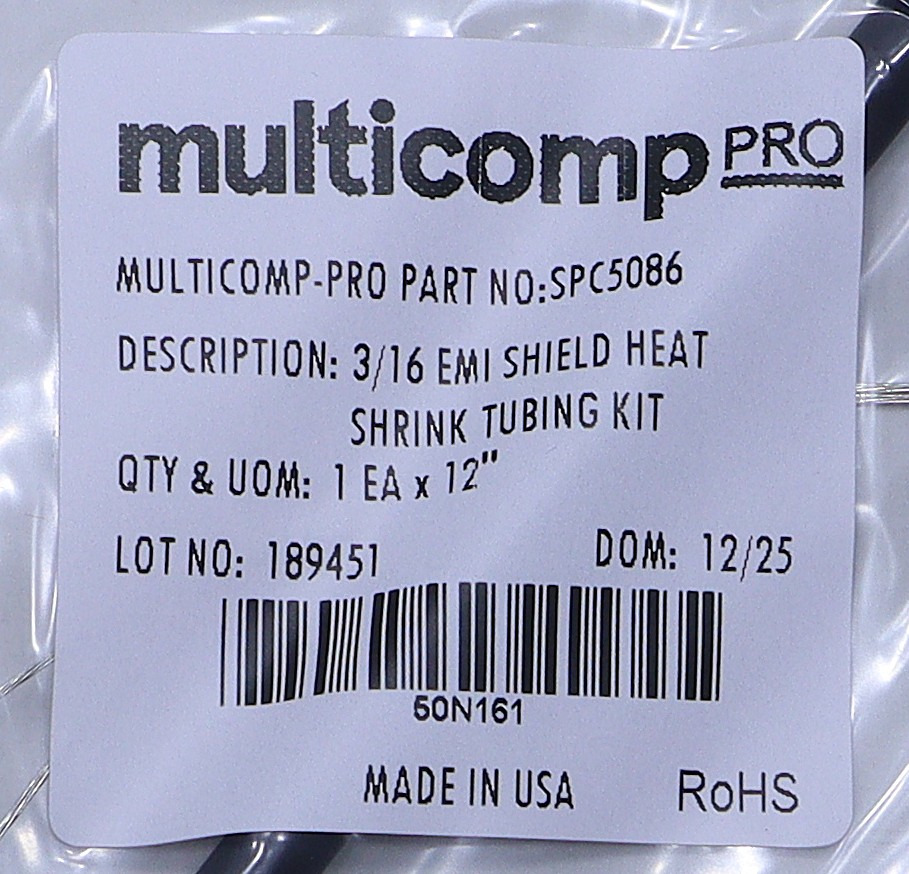 multicomp PRO
MULTICOMP-PRO PART NO:SPC5086
DESCRIPTION: 3/16 EMI SHIELD HEAT
SHRINK TUBING KIT
QTY & UOM: 1 EA x 12"
LOT NO: 189451 DOM: 12/25
50N161
MADE IN USA RoHS